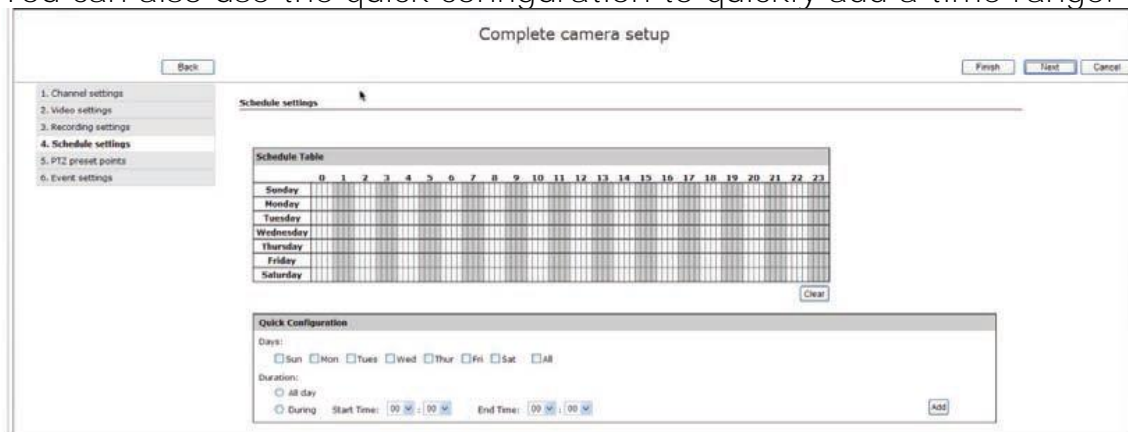 You can also use the quick configuration to quickly add a time range.
Complete camera setup
Back
Finish Next Cancel
1. Channel settings
2. Video settings
3. Recording settings
4. Schedule settings
5. PTZ preset points
6. Event settings
Schedule settings
Schedule Table
0 1 2 3 4 5 6 7 8 9 10 11 12 13 14 15 16 17 18 19 20 21 22 23
Sunday
Monday
Tuesday
Wednesday
Thursday
Friday
Saturday
Clear
Quick Configuration
Days:
Sun Mon Tues Wed Thur Fri Sat All
Duration:
All day
During Start Time: 00 : 00 End Time: 00 : 00
Add